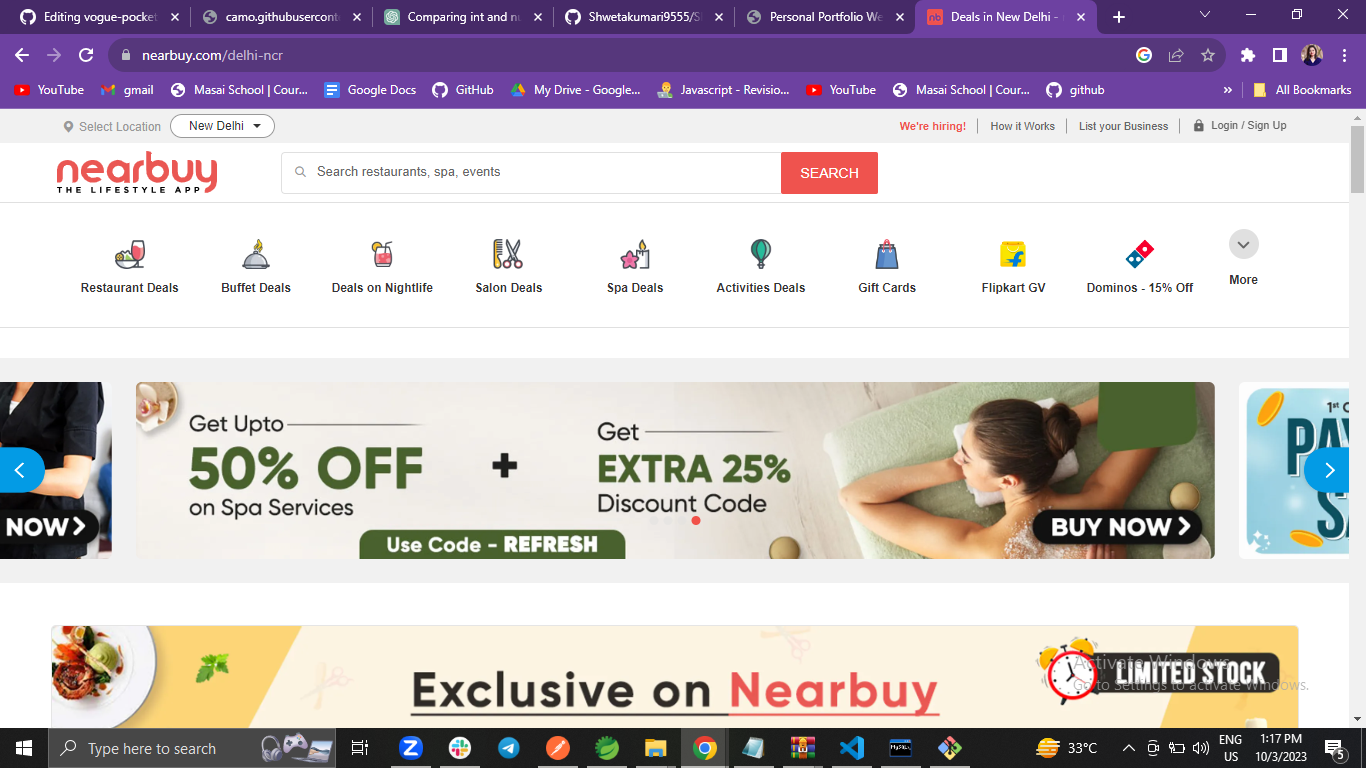 Editing vogue-pocket
camo.githubuserconte
Comparing int and nu
Shwetakumari9555/S
Personal Portfolio We
Deals in New Delhi -
nearbuy.com/delhi-ncr
YouTube
gmail
Masai School | Cour...
Google Docs
GitHub
My Drive - Google...
Javascript - Revisio...
YouTube
Masai School | Cour...
github
»
All Bookmarks
Select Location
New Delhi
We're hiring!
How it Works
List your Business
Login / Sign Up
nearbuy
THE LIFESTYLE APP
Search restaurants, spa, events
SEARCH
Restaurant Deals
Buffet Deals
Deals on Nightlife
Salon Deals
Spa Deals
Activities Deals
Gift Cards
Flipkart GV
Dominos - 15% Off
More
NOW
Get Upto
50% OFF
on Spa Services
+
Get
EXTRA 25%
Discount Code
Use Code - REFRESH
BUY NOW
1st
PAY
S
Exclusive on Nearbuy
LIMITED STOCK
Activate Windows
Go to Settings to activate Windows.
Type here to search
33°C
ENG
US
1:17 PM
10/3/2023
5